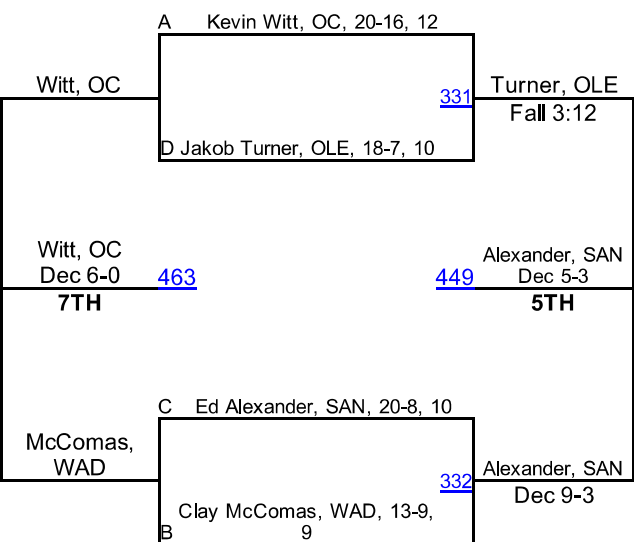 A Kevin Witt, OC, 20-16, 12
Witt, OC
331
Turner, OLE
Fall 3:12
D Jakob Turner, OLE, 18-7, 10
Witt, OC
Dec 6-0
463
7TH
449
Alexander, SAN
Dec 5-3
5TH
C Ed Alexander, SAN, 20-8, 10
McComas,
WAD
332
Alexander, SAN
Dec 9-3
Clay McComas, WAD, 13-9,
B 9